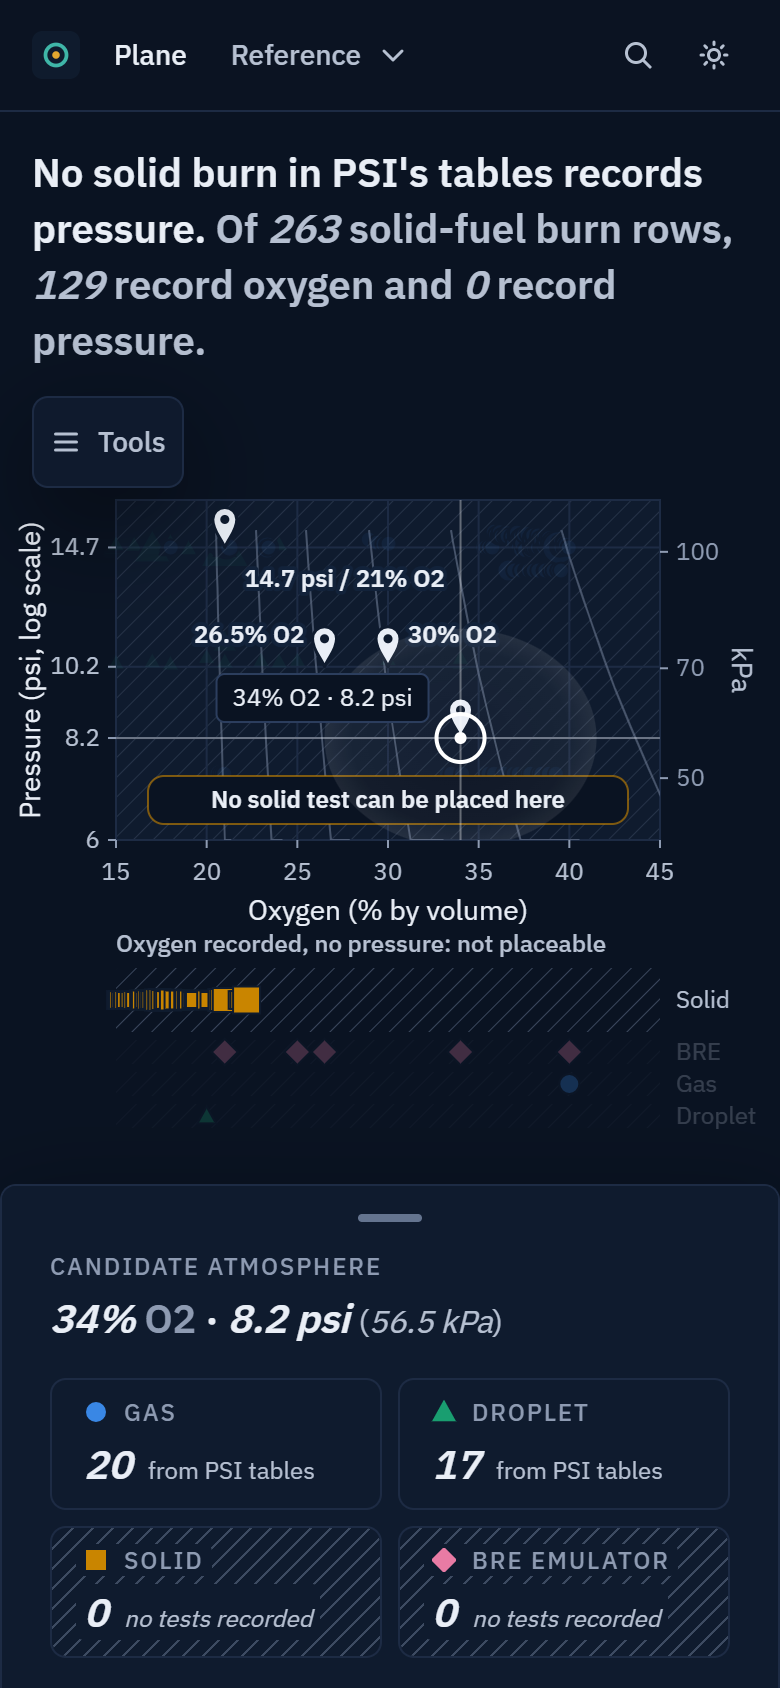 Plane Reference
No solid burn in PSI's tables records
pressure. Of 263 solid-fuel burn rows,
129 record oxygen and 0 record
pressure.
Tools
Pressure (psi, log scale)
14.7
10.2
8.2
6
14.7 psi / 21% O2
26.5% O2
30% O2
34% O2 · 8.2 psi
No solid test can be placed here
100
70
50
kPa
15 20 25 30 35 40 45
Oxygen (% by volume)
Oxygen recorded, no pressure: not placeable
Solid
BRE
Gas
Droplet
CANDIDATE ATMOSPHERE
34% O2 · 8.2 psi (56.5 kPa)
GAS
20 from PSI tables
DROPLET
17 from PSI tables
SOLID
0 no tests recorded
BRE EMULATOR
0 no tests recorded